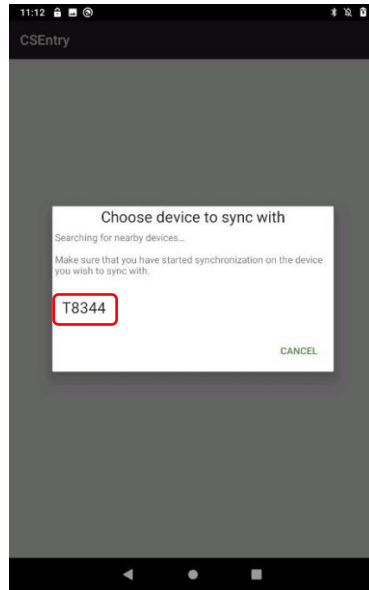 11:12
CSEntry
Choose device to sync with
Searching for nearby devices...
Make sure that you have started synchronization on the device
you wish to sync with.
T8344
CANCEL